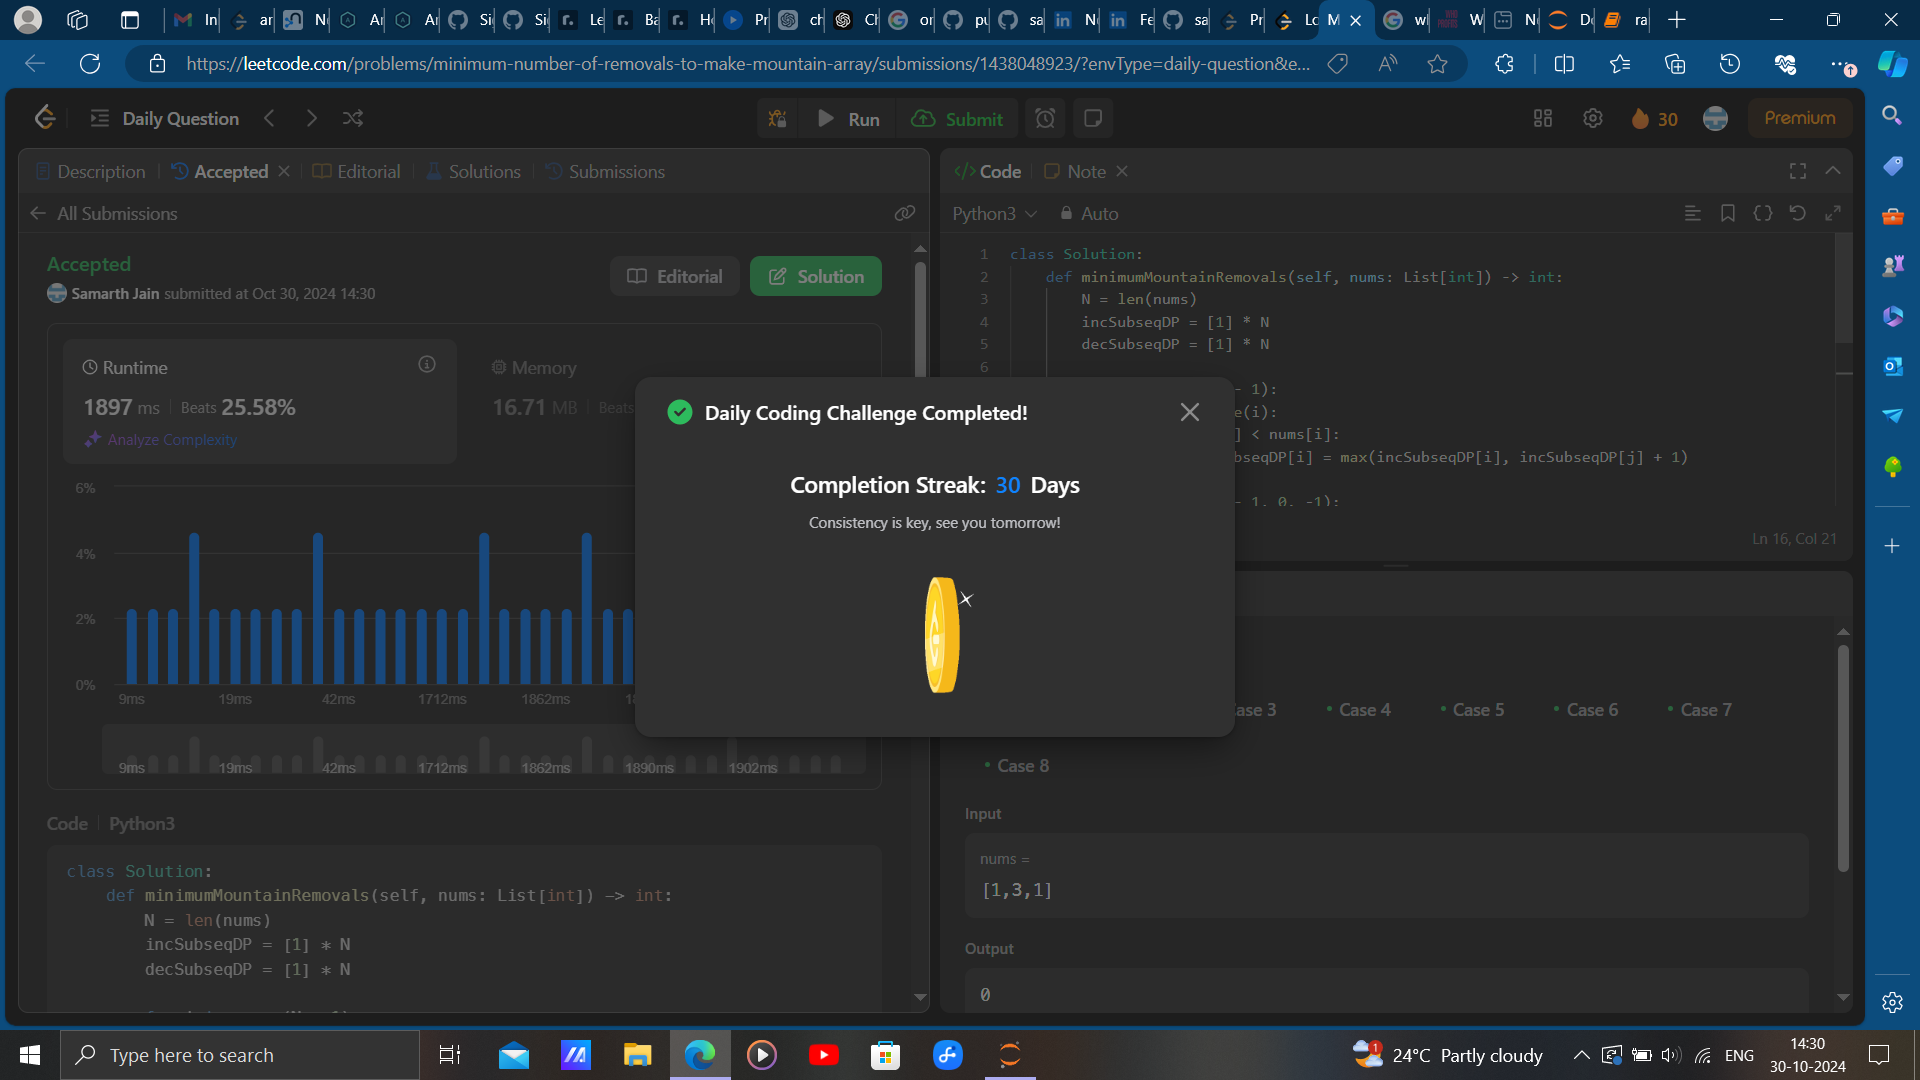 In
ar
N
Ai
Ai
Si
Si
Le
Ba
H
Pr
ch
Ch
or
pu
sa
N
Fe
sa
Pr
Lo
M
wl
W
N
D
ra
https://leetcode.com/problems/minimum-number-of-removals-to-make-mountain-array/submissions/1438048923/?envType=daily-question&e...
Daily Question
Run
Submit
30
Premium
Description
Accepted
Editorial
Solutions
Submissions
All Submissions
Accepted
Samarth Jain submitted at Oct 30, 2024 14:30
Editorial
Solution
Runtime
1897 ms
Beats 25.58%
Analyze Complexity
Memory
16.71 MB
Beats
6%
4%
2%
0%
9ms 19ms 42ms 1712ms 1862ms 18
9ms 19ms 42ms 1712ms 1862ms 1890ms 1902ms
Code Python3
class Solution:
def minimumMountainRemovals(self, nums: List[int]) -> int:
N = len(nums)
incSubseqDP = [1] * N
decSubseqDP = [1] * N
Daily Coding Challenge Completed!
Completion Streak: 30 Days
Consistency is key, see you tomorrow!
Code
Note
Python3
Auto
1 class Solution:
2 def minimumMountainRemovals(self, nums: List[int]) -> int:
3 N = len(nums)
4 incSubseqDP = [1] * N
5 decSubseqDP = [1] * N
6
- 1):
e(i):
] < nums[i]:
bseqDP[i] = max(incSubseqDP[i], incSubseqDP[j] + 1)
- 1, 0, -1):
Ln 16, Col 21
ase 3
Case 4
Case 5
Case 6
Case 7
Case 8
Input
nums =
[1,3,1]
Output
0
Type here to search
1
24°C Partly cloudy
ENG
14:30
30-10-2024